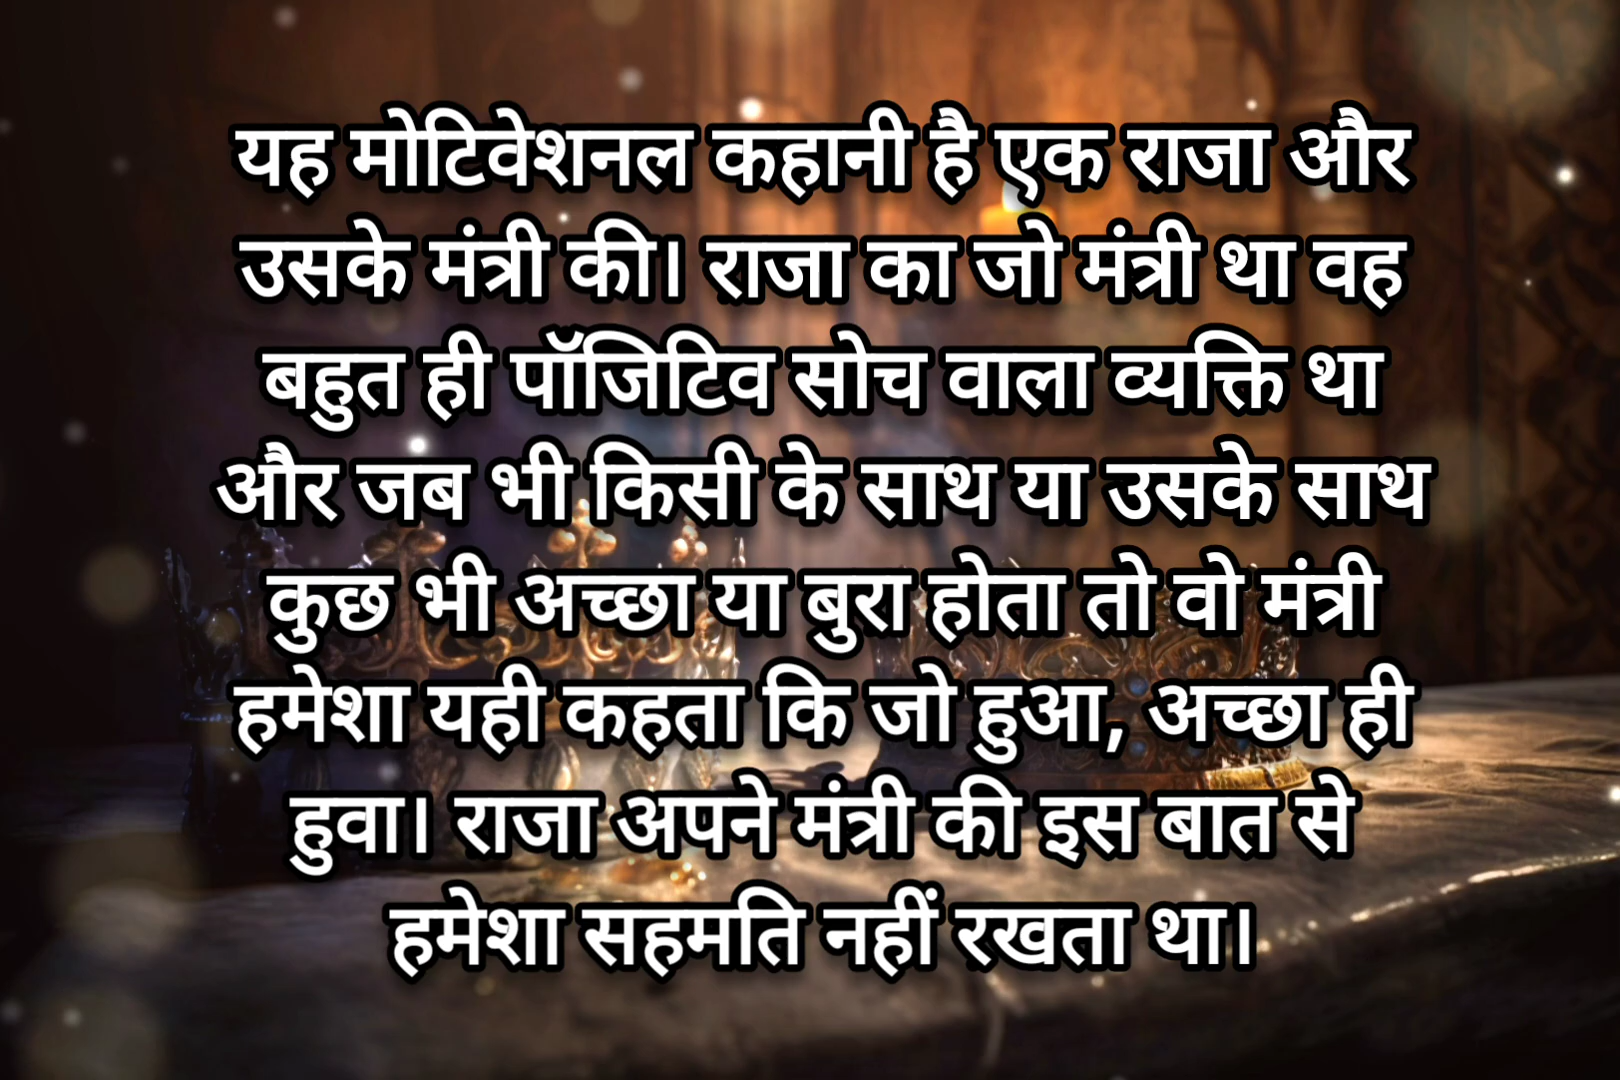 यह मोटिवेशनल कहानी है एक राजा और
उसके मंत्री की। राजा का जो मंत्री था वह
बहुत ही पॉजिटिव सोच वाला व्यक्ति था
और जब भी किसी के साथ या उसके साथ
कुछ भी अच्छा या बुरा होता तो वो मंत्री
हमेशा यही कहता कि जो हुआ, अच्छा ही
हुवा। राजा अपने मंत्री की इस बात से
हमेशा सहमति नहीं रखता था।